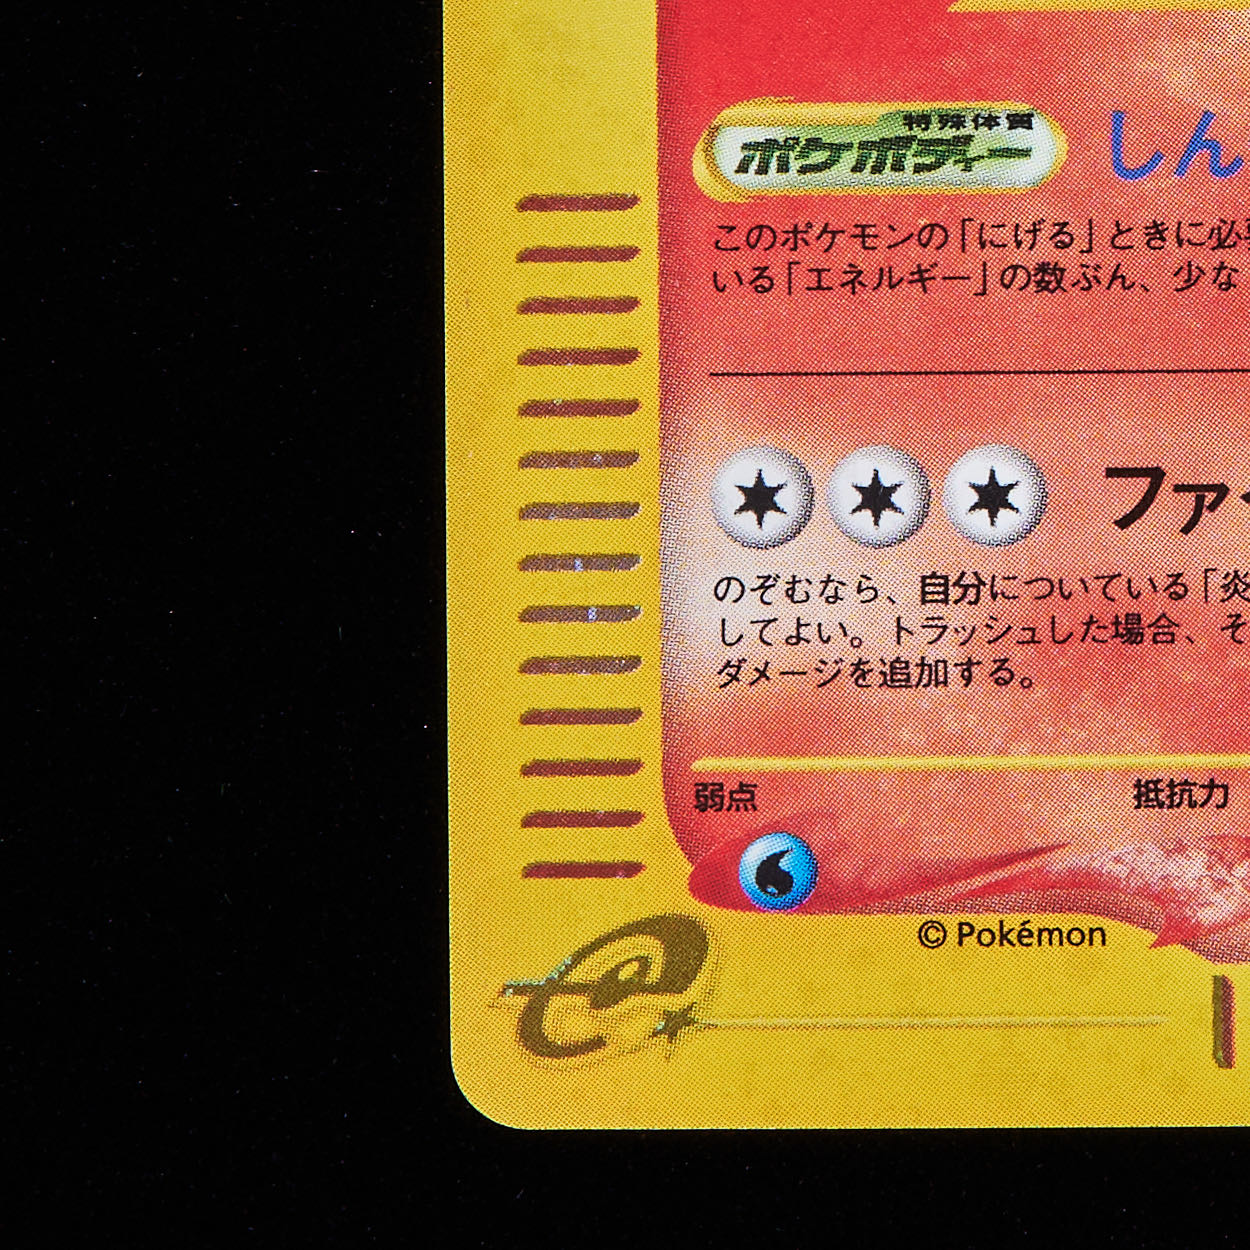 特殊体質
ポケボディー しん
このポケモンの「にげる」ときに必
いる「エネルギー」の数ぶん、少な
ファ
のぞむなら、自分についている「炎
してよい。トラッシュした場合、そ
ダメージを追加する。
弱点 抵抗力
© Pokémon
e